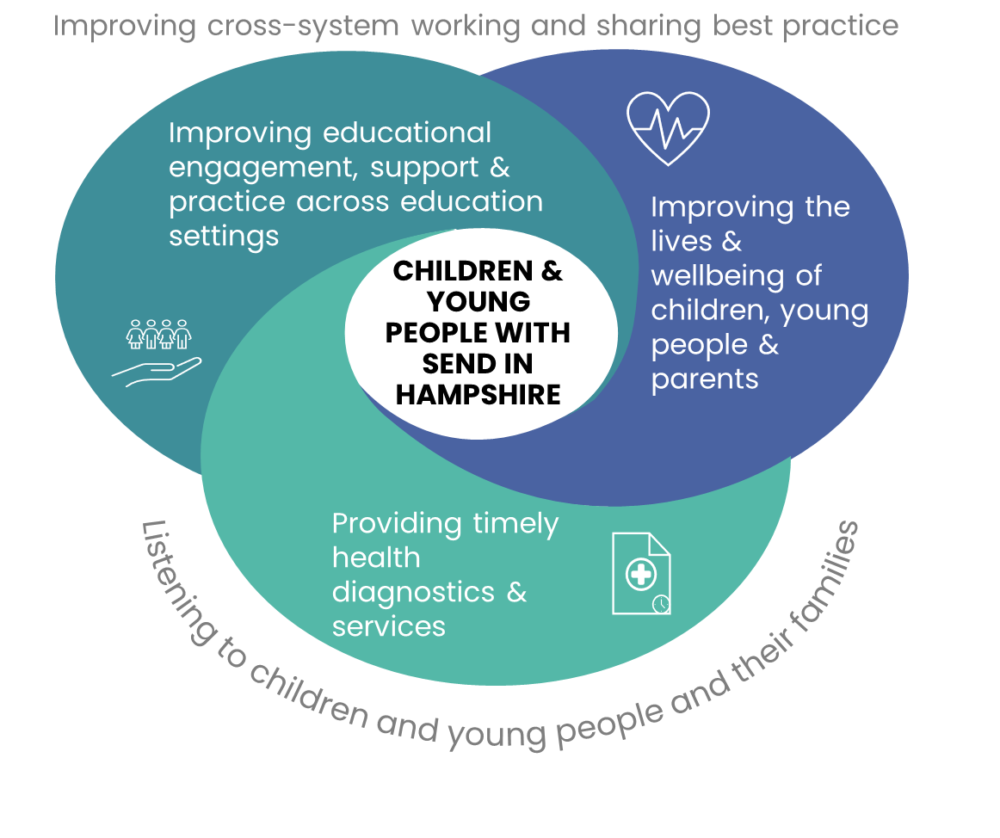 Improving cross-system working and sharing best practice
Improving educational
engagement, support &
practice across education
settings
Improving the
lives &
wellbeing of
children, young
people &
parents
CHILDREN &
YOUNG
PEOPLE WITH
SEND IN
HAMPSHIRE
Providing timely
health
diagnostics &
services
Listening to children and young people and their families